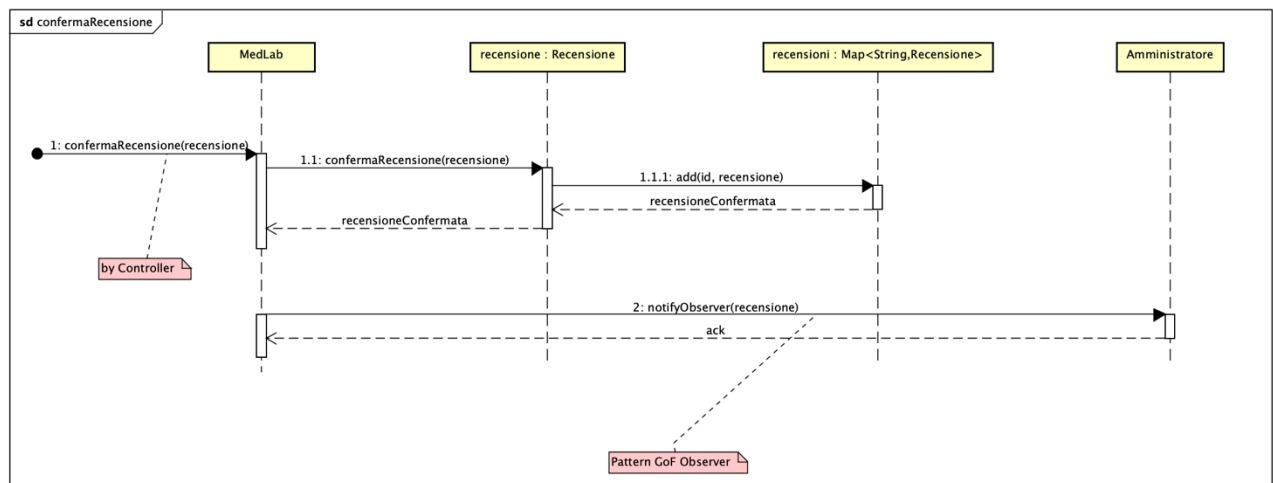 sd confermaRecensione
MedLab
recensione : Recensione
recensioni : Map<String,Recensione>
Amministratore
1: confermaRecensione(recensione)
1.1: confermaRecensione(recensione)
1.1.1: add(id, recensione)
recensioneConfermata
recensioneConfermata
by Controller
2: notifyObserver(recensione)
ack
Pattern GoF Observer